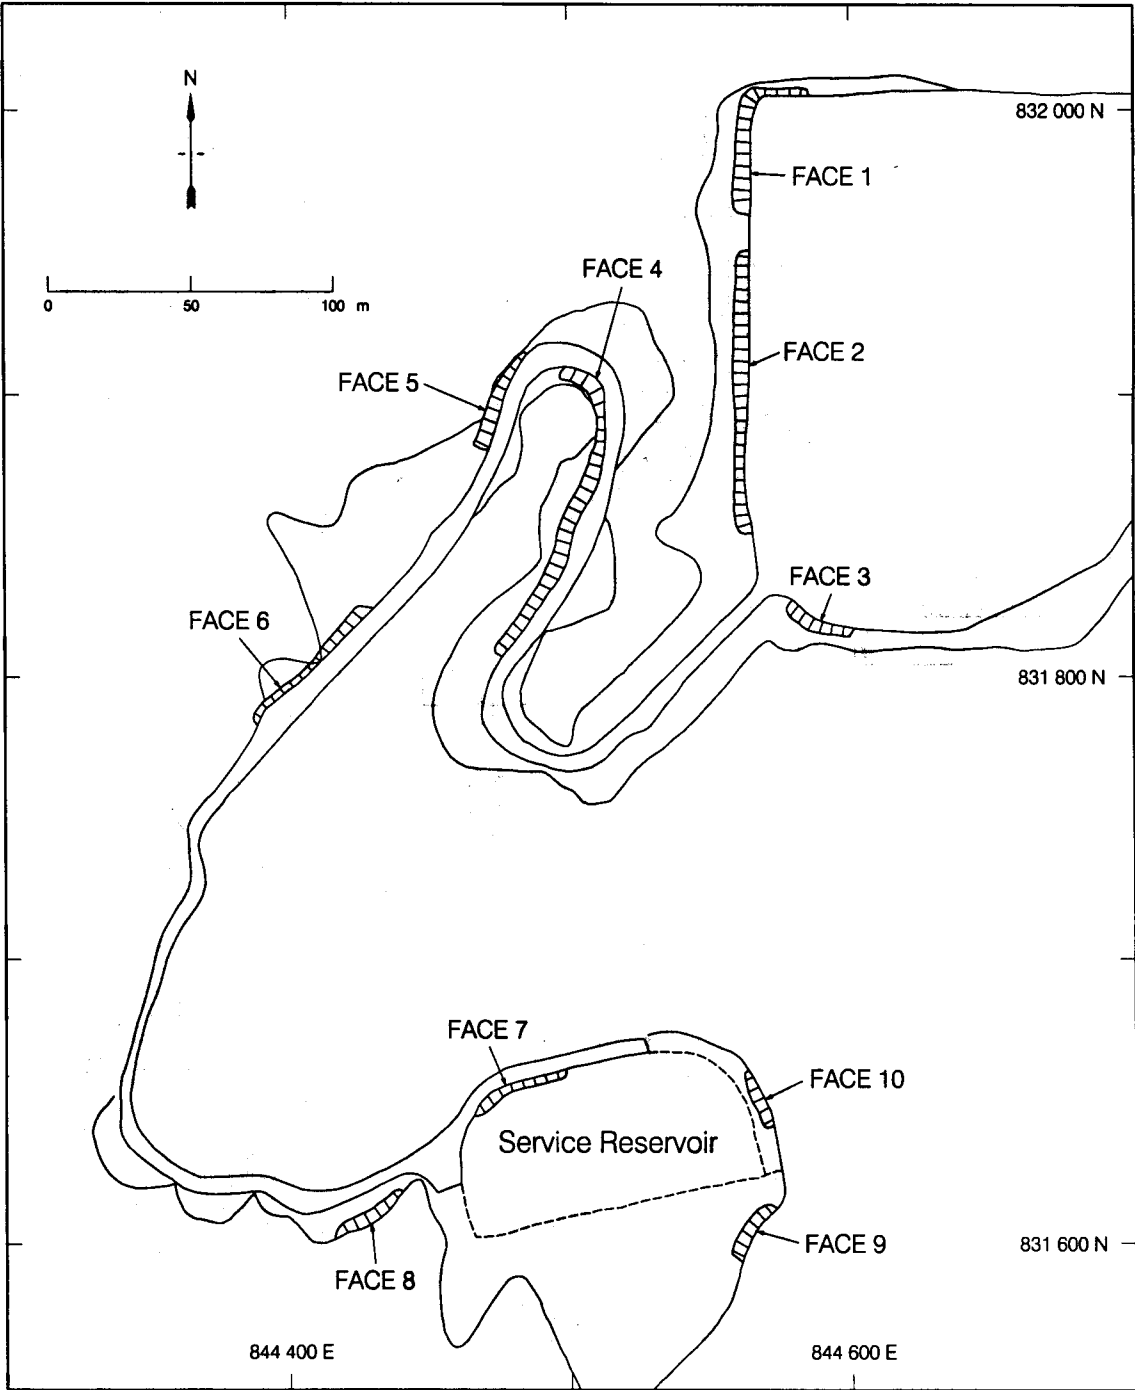 N
832 000 N
FACE 1
FACE 4
0 50 100 m
FACE 2
FACE 5
FACE 3
FACE 6
831 800 N
FACE 7
FACE 10
Service Reservoir
FACE 9
831 600 N
FACE 8
844 400 E
844 600 E